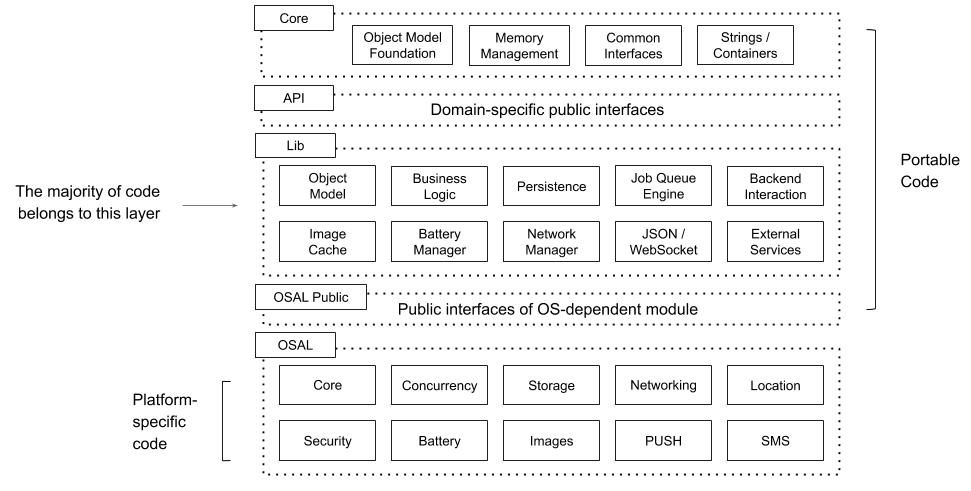 Core
Object Model
Foundation
Memory
Management
Common
Interfaces
Strings /
Containers
API
Domain-specific public interfaces
Lib
Object
Model
Business
Logic
Persistence
Job Queue
Engine
Backend
Interaction
Image
Cache
Battery
Manager
Network
Manager
JSON /
WebSocket
External
Services
The majority of code
belongs to this layer
Portable
Code
OSAL Public
Public interfaces of OS-dependent module
OSAL
Core
Concurrency
Storage
Networking
Location
Security
Battery
Images
PUSH
SMS
Platform-
specific
code